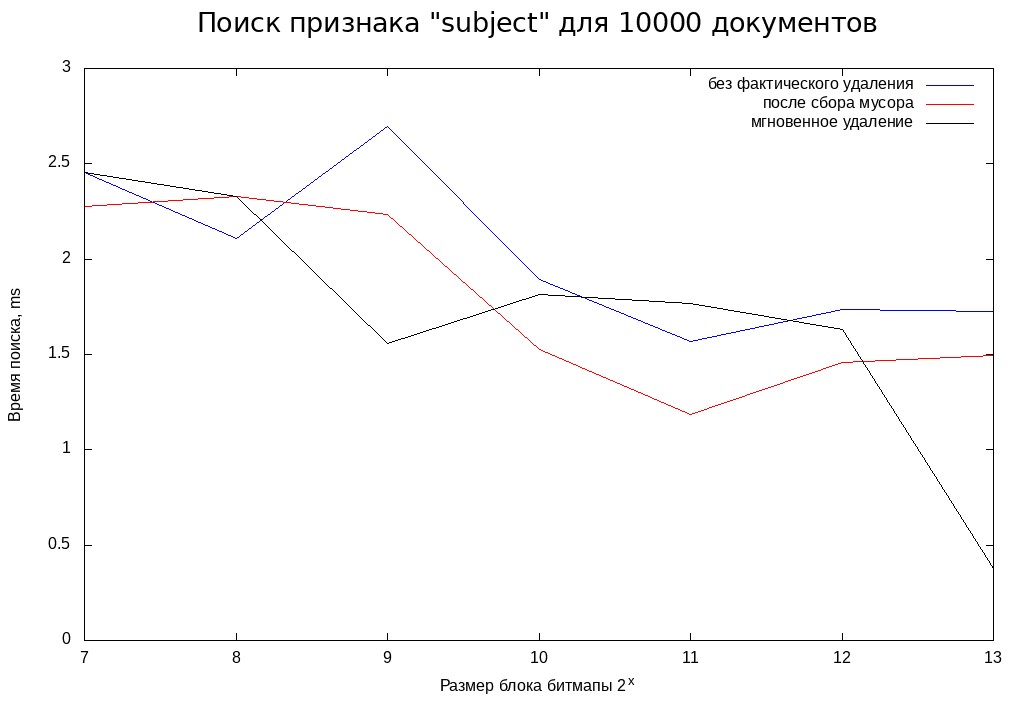 Поиск признака "subject" для 10000 документов
без фактического удаления
после сбора мусора
мгновенное удаление
3
2.5
2
1.5
1
0.5
0
Время поиска, ms
7 8 9 10 11 12 13
Размер блока битмапы 2^x